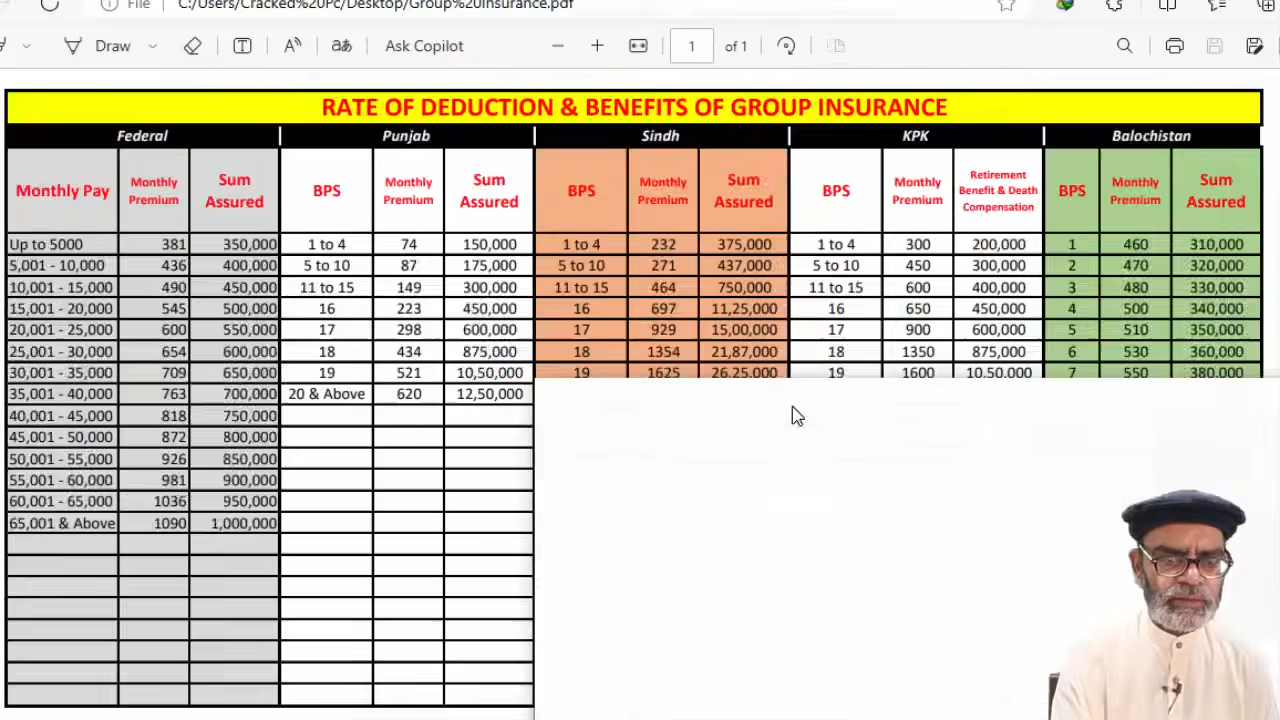 File C:/Users/Cracked%20Pc/Desktop/Group%20Insurance.pdf
Draw aあ Ask Copilot 1 of 1
RATE OF DEDUCTION & BENEFITS OF GROUP INSURANCE
Federal Punjab Sindh KPK Balochistan
Monthly Pay Monthly Premium Sum Assured BPS Monthly Premium Sum Assured BPS Monthly Premium Sum Assured BPS Monthly Premium Retirement Benefit & Death Compensation BPS Monthly Premium Sum Assured
Up to 5000 381 350,000 1 to 4 74 150,000 1 to 4 232 375,000 1 to 4 300 200,000 1 460 310,000
5,001 - 10,000 436 400,000 5 to 10 87 175,000 5 to 10 271 437,000 5 to 10 450 300,000 2 470 320,000
10,001 - 15,000 490 450,000 11 to 15 149 300,000 11 to 15 464 750,000 11 to 15 600 400,000 3 480 330,000
15,001 - 20,000 545 500,000 16 223 450,000 16 697 11,25,000 16 650 450,000 4 500 340,000
20,001 - 25,000 600 550,000 17 298 600,000 17 929 15,00,000 17 900 600,000 5 510 350,000
25,001 - 30,000 654 600,000 18 434 875,000 18 1354 21,87,000 18 1350 875,000 6 530 360,000
30,001 - 35,000 709 650,000 19 521 10,50,000 19 1625 26,25,000 19 1600 10,50,000 7 550 380,000
35,001 - 40,000 763 700,000 20 & Above 620 12,50,000
40,001 - 45,000 818 750,000
45,001 - 50,000 872 800,000
50,001 - 55,000 926 850,000
55,001 - 60,000 981 900,000
60,001 - 65,000 1036 950,000
65,001 & Above 1090 1,000,000